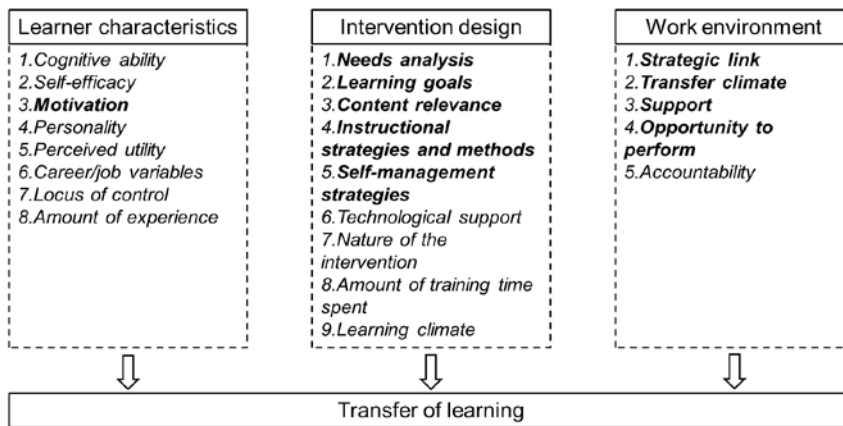 Learner characteristics
1.Cognitive ability
2.Self-efficacy
3.Motivation
4.Personality
5.Perceived utility
6.Career/job variables
7.Locus of control
8.Amount of experience
Intervention design
1.Needs analysis
2.Learning goals
3.Content relevance
4.Instructional
strategies and methods
5.Self-management
strategies
6.Technological support
7.Nature of the
intervention
8.Amount of training time
spent
9.Learning climate
Work environment
1.Strategic link
2.Transfer climate
3.Support
4.Opportunity to
perform
5.Accountability
Transfer of learning